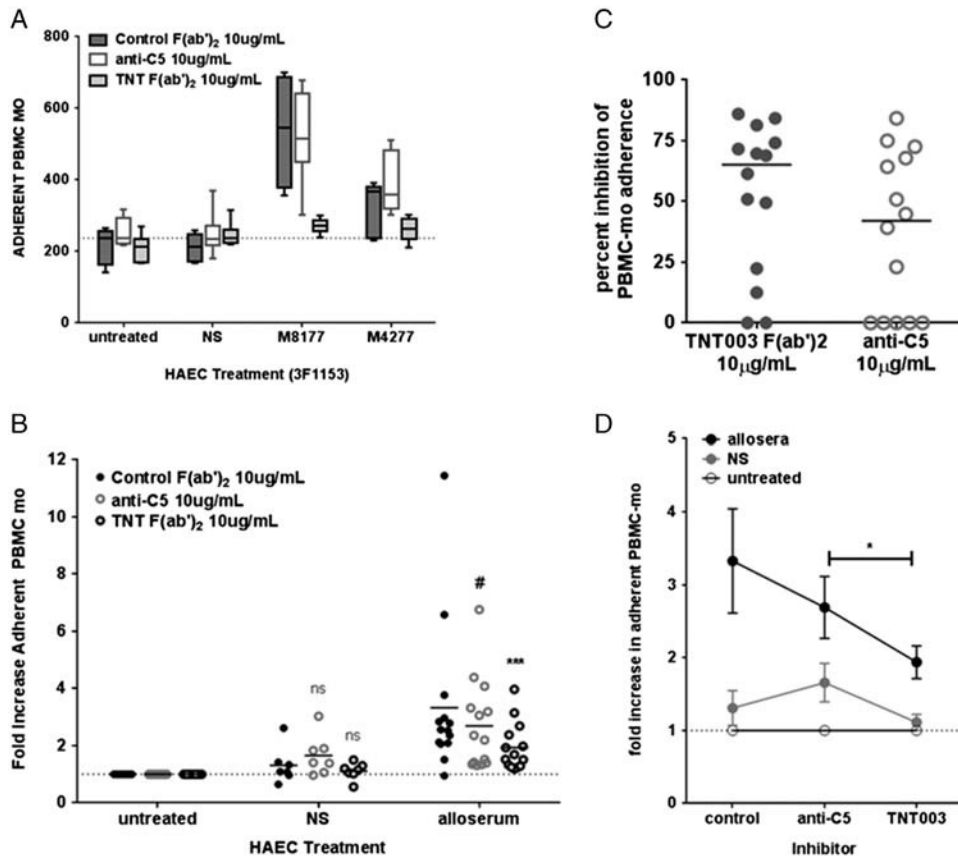 A
ADHERENT PBMC MO
800
600
400
200
0
Control F(ab')2 10ug/mL
anti-C5 10ug/mL
TNT F(ab')2 10ug/mL
untreated NS M8177 M4277
HAEC Treatment (3F1153)
B
Fold Increase Adherent PBMC mo
12
10
8
6
4
2
0
Control F(ab')2 10ug/mL
anti-C5 10ug/mL
TNT F(ab')2 10ug/mL
ns
ns
#
***
untreated NS alloserum
HAEC Treatment
C
percent inhibition of
PBMC-mo adherence
100
75
50
25
0
TNT003 F(ab')2 anti-C5
10µg/mL 10µg/mL
D
fold increase in adherent PBMC-mo
5
4
3
2
1
0
allosera
NS
untreated
*
control anti-C5 TNT003
Inhibitor